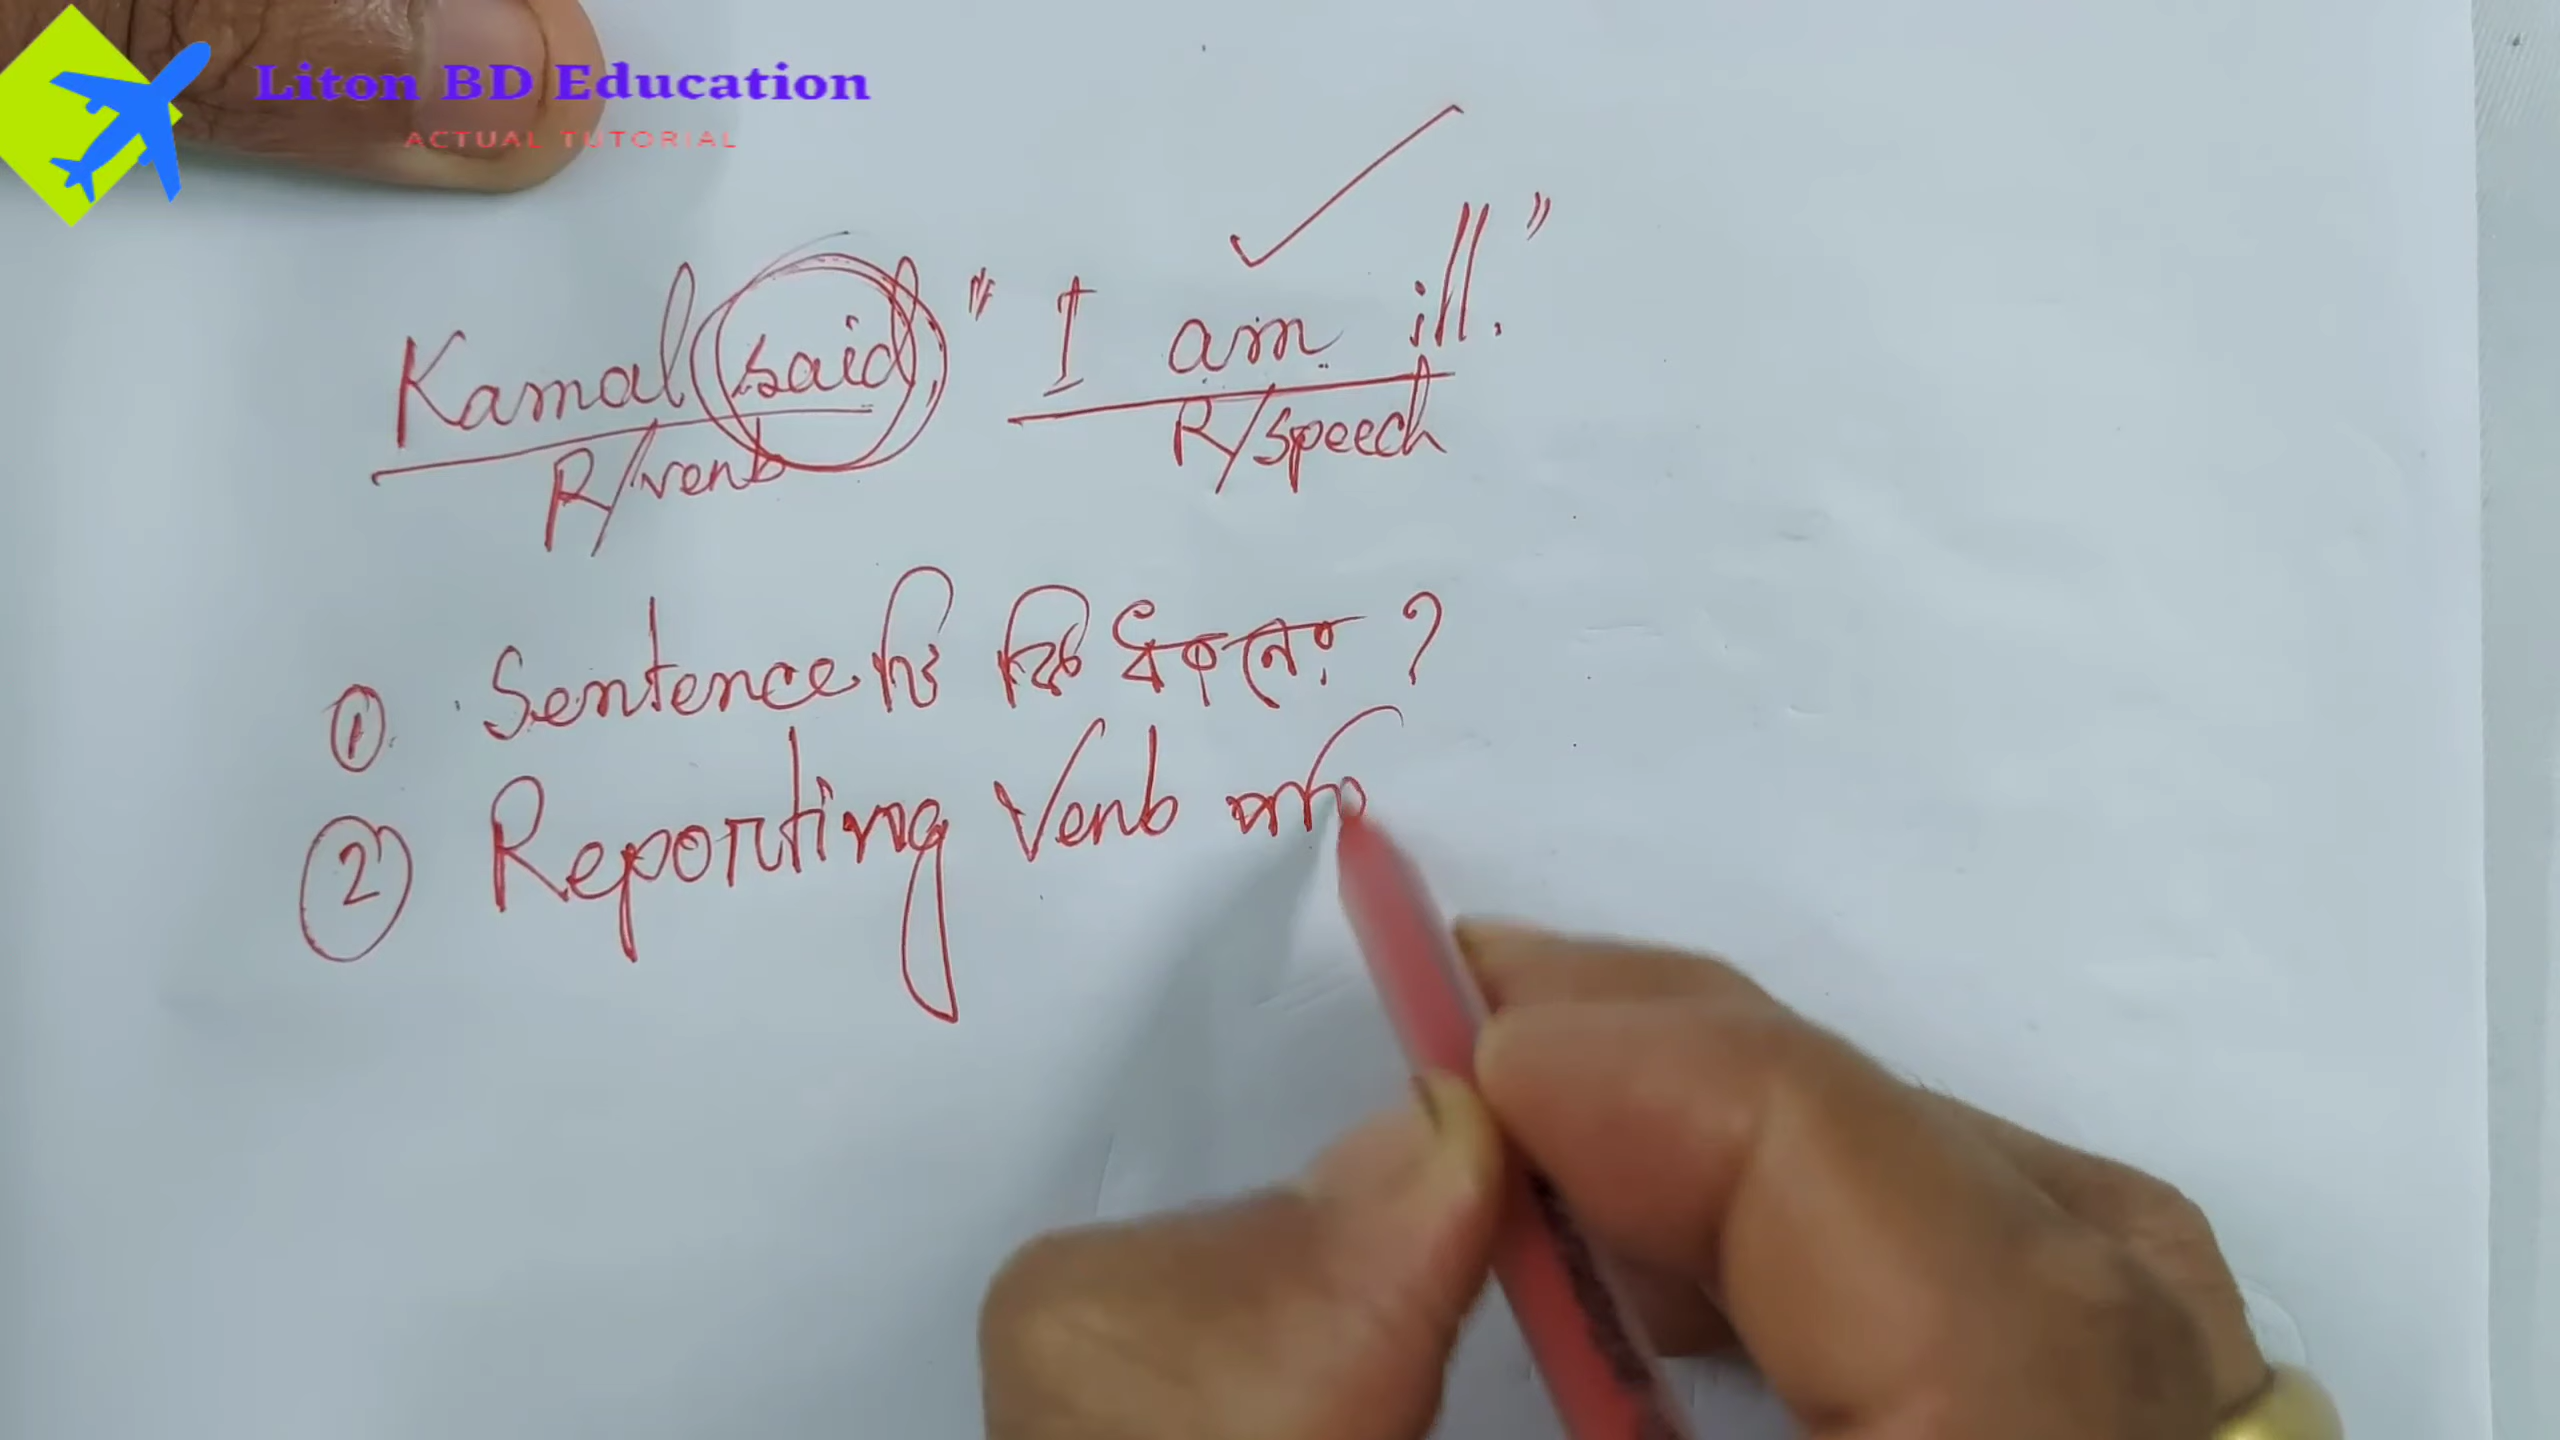 Liton BD Education
ACTUAL TUTORIAL
Kamal said, " I am ill. "
R/verb R/speech
① Sentence টি কি ধরনের ?
② Reporting Verb